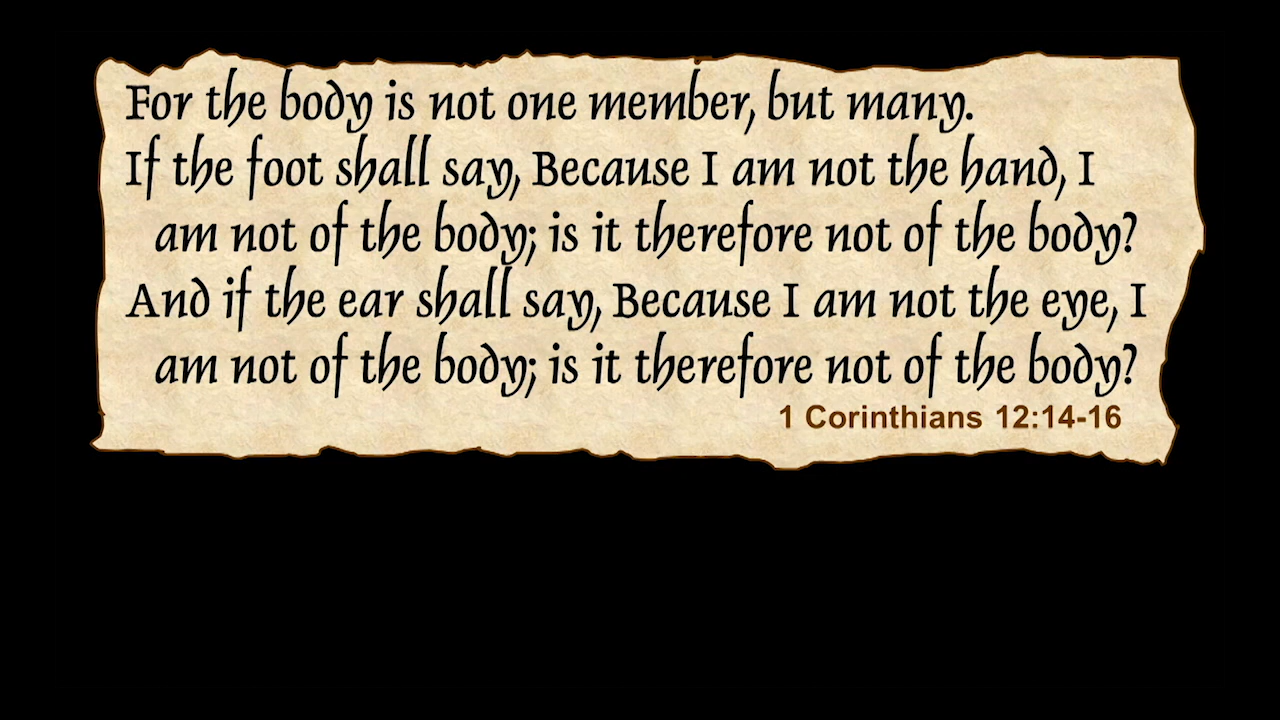 For the body is not one member, but many.
If the foot shall say, Because I am not the hand, I
am not of the body; is it therefore not of the body?
And if the ear shall say, Because I am not the eye, I
am not of the body; is it therefore not of the body?
1 Corinthians 12:14-16